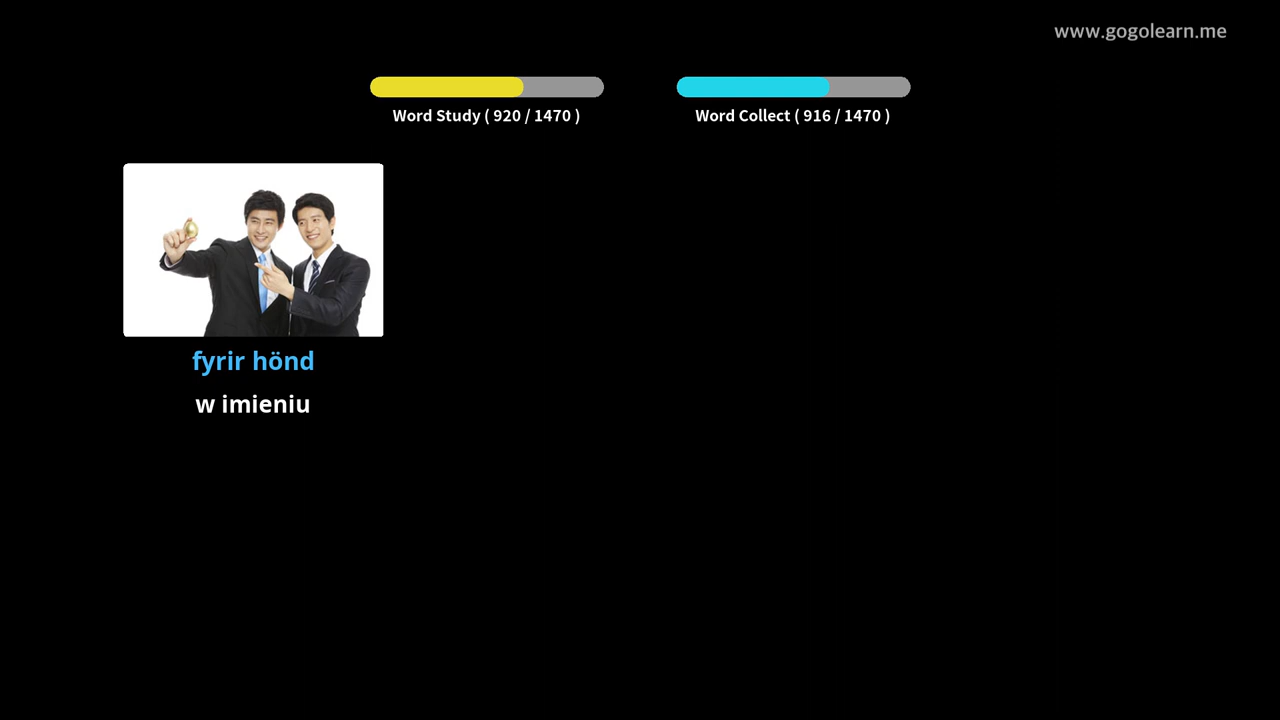 www.gogolearn.me
Word Study ( 920 / 1470 )
Word Collect ( 916 / 1470 )
fyrir hönd
w imieniu